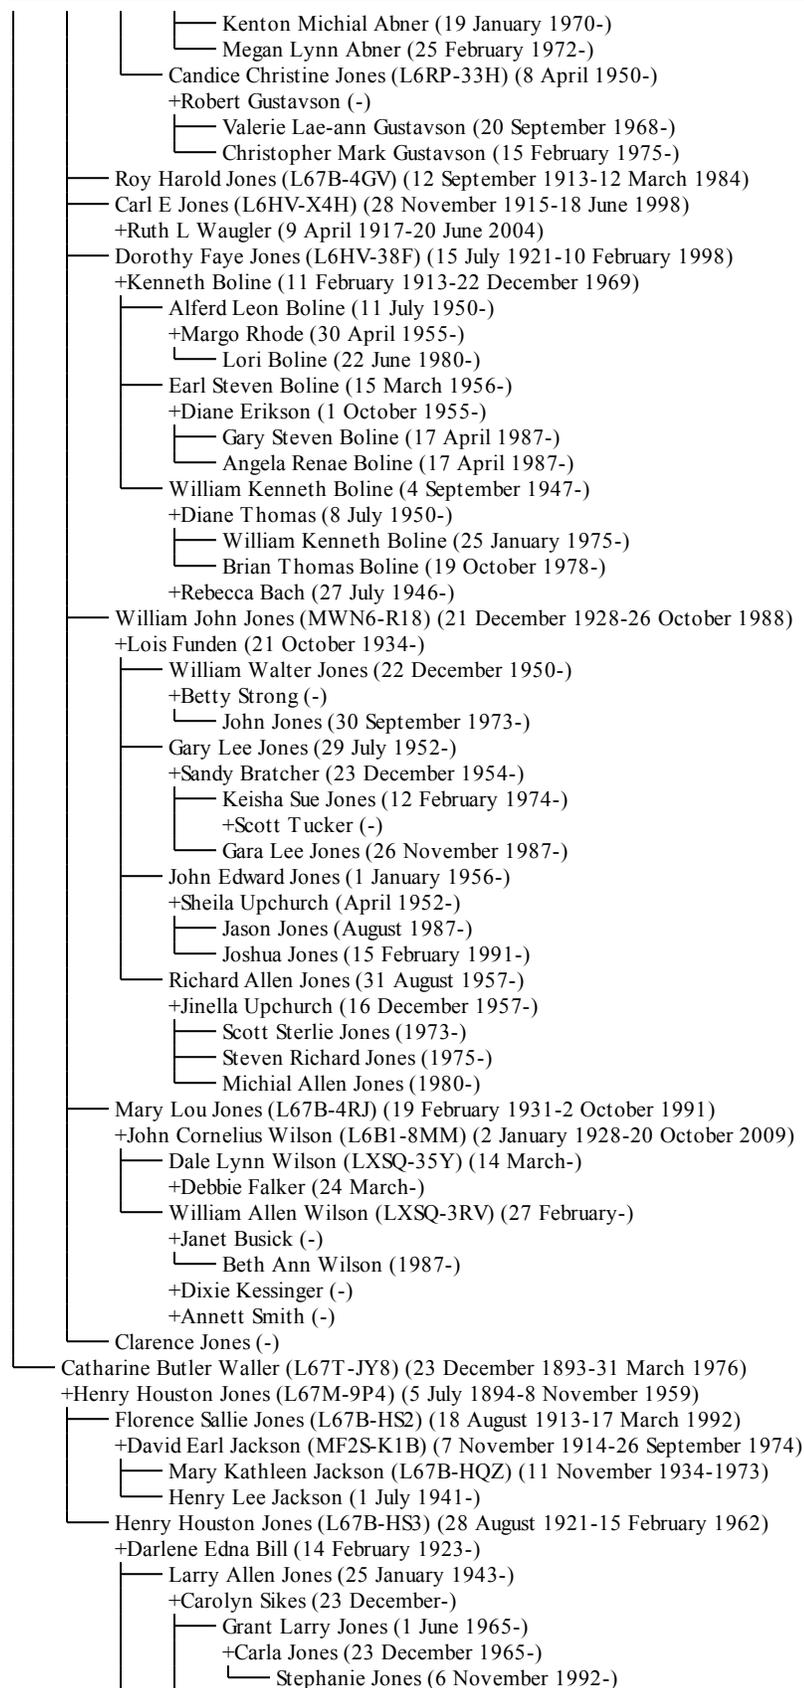 Kenton Michial Abner (19 January 1970-)
Megan Lynn Abner (25 February 1972-)
Candice Christine Jones (L6RP-33H) (8 April 1950-)
+Robert Gustavson (-)
Valerie Lae-ann Gustavson (20 September 1968-)
Christopher Mark Gustavson (15 February 1975-)
Roy Harold Jones (L67B-4GV) (12 September 1913-12 March 1984)
Carl E Jones (L6HV-X4H) (28 November 1915-18 June 1998)
+Ruth L Waugler (9 April 1917-20 June 2004)
Dorothy Faye Jones (L6HV-38F) (15 July 1921-10 February 1998)
+Kenneth Boline (11 February 1913-22 December 1969)
Alferd Leon Boline (11 July 1950-)
+Margo Rhode (30 April 1955-)
Lori Boline (22 June 1980-)
Earl Steven Boline (15 March 1956-)
+Diane Erikson (1 October 1955-)
Gary Steven Boline (17 April 1987-)
Angela Renae Boline (17 April 1987-)
William Kenneth Boline (4 September 1947-)
+Diane Thomas (8 July 1950-)
William Kenneth Boline (25 January 1975-)
Brian Thomas Boline (19 October 1978-)
+Rebecca Bach (27 July 1946-)
William John Jones (MWN6-R18) (21 December 1928-26 October 1988)
+Lois Funden (21 October 1934-)
William Walter Jones (22 December 1950-)
+Betty Strong (-)
John Jones (30 September 1973-)
Gary Lee Jones (29 July 1952-)
+Sandy Bratcher (23 December 1954-)
Keisha Sue Jones (12 February 1974-)
+Scott Tucker (-)
Gara Lee Jones (26 November 1987-)
John Edward Jones (1 January 1956-)
+Sheila Upchurch (April 1952-)
Jason Jones (August 1987-)
Joshua Jones (15 February 1991-)
Richard Allen Jones (31 August 1957-)
+Jinella Upchurch (16 December 1957-)
Scott Sterlie Jones (1973-)
Steven Richard Jones (1975-)
Michial Allen Jones (1980-)
Mary Lou Jones (L67B-4RJ) (19 February 1931-2 October 1991)
+John Cornelius Wilson (L6B1-8MM) (2 January 1928-20 October 2009)
Dale Lynn Wilson (LXSQ-35Y) (14 March-)
+Debbie Falker (24 March-)
William Allen Wilson (LXSQ-3RV) (27 February-)
+Janet Busick (-)
Beth Ann Wilson (1987-)
+Dixie Kessinger (-)
+Annett Smith (-)
Clarence Jones (-)
Catharine Butler Waller (L67T-JY8) (23 December 1893-31 March 1976)
+Henry Houston Jones (L67M-9P4) (5 July 1894-8 November 1959)
Florence Sallie Jones (L67B-HS2) (18 August 1913-17 March 1992)
+David Earl Jackson (MF2S-K1B) (7 November 1914-26 September 1974)
Mary Kathleen Jackson (L67B-HQZ) (11 November 1934-1973)
Henry Lee Jackson (1 July 1941-)
Henry Houston Jones (L67B-HS3) (28 August 1921-15 February 1962)
+Darlene Edna Bill (14 February 1923-)
Larry Allen Jones (25 January 1943-)
+Carolyn Sikes (23 December-)
Grant Larry Jones (1 June 1965-)
+Carla Jones (23 December 1965-)
Stephanie Jones (6 November 1992-)